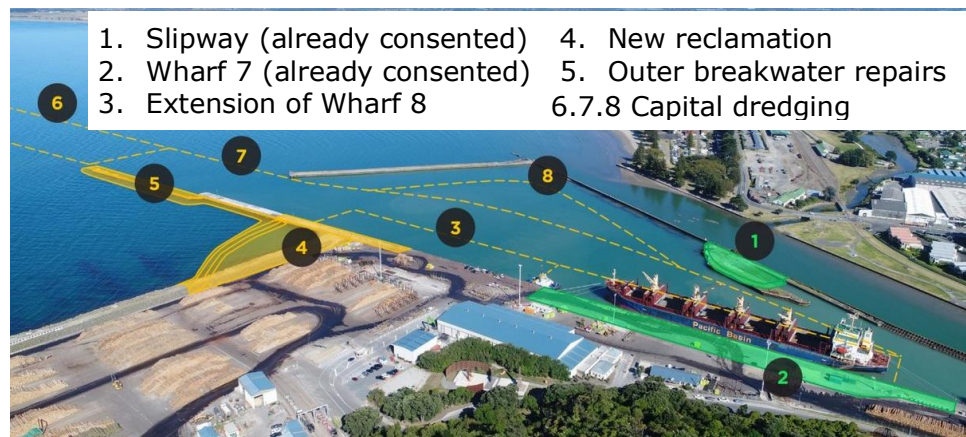 1. Slipway (already consented)
2. Wharf 7 (already consented)
3. Extension of Wharf 8
4. New reclamation
5. Outer breakwater repairs
6.7.8 Capital dredging
6
7
8
5
3
1
4
Pacific Basin
2